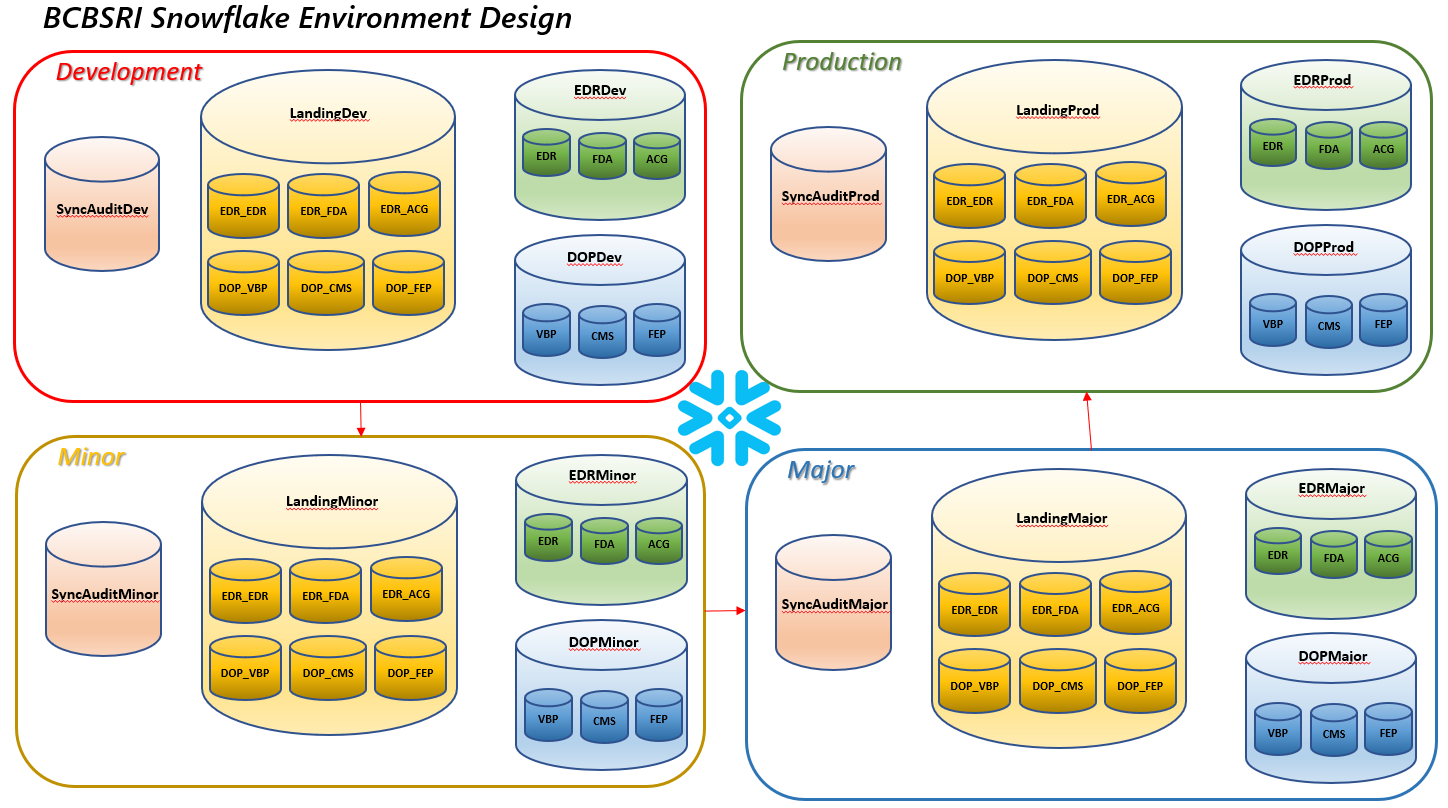 BCBSRI Snowflake Environment Design
Development
LandingDev
SyncAuditDev
EDR_EDR
EDR_FDA
EDR_ACG
DOP_VBP
DOP_CMS
DOP_FEP
EDRDev
EDR
FDA
ACG
DOPDev
VBP
CMS
FEP
Production
LandingProd
SyncAuditProd
EDR_EDR
EDR_FDA
EDR_ACG
DOP_VBP
DOP_CMS
DOP_FEP
EDRProd
EDR
FDA
ACG
DOPProd
VBP
CMS
FEP
Minor
LandingMinor
SyncAuditMinor
EDR_EDR
EDR_FDA
EDR_ACG
DOP_VBP
DOP_CMS
DOP_FEP
EDRMinor
EDR
FDA
ACG
DOPMinor
VBP
CMS
FEP
Major
LandingMajor
SyncAuditMajor
EDR_EDR
EDR_FDA
EDR_ACG
DOP_VBP
DOP_CMS
DOP_FEP
EDRMajor
EDR
FDA
ACG
DOPMajor
VBP
CMS
FEP